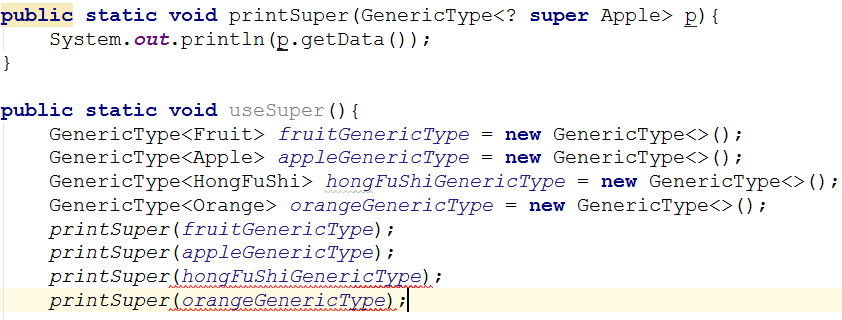 public static void printSuper(GenericType<? super Apple> p){
    System.out.println(p.getData());
}

public static void useSuper(){
    GenericType<Fruit> fruitGenericType = new GenericType<>();
    GenericType<Apple> appleGenericType = new GenericType<>();
    GenericType<HongFuShi> hongFuShiGenericType = new GenericType<>();
    GenericType<Orange> orangeGenericType = new GenericType<>();
    printSuper(fruitGenericType);
    printSuper(appleGenericType);
    printSuper(hongFuShiGenericType);
    printSuper(orangeGenericType);